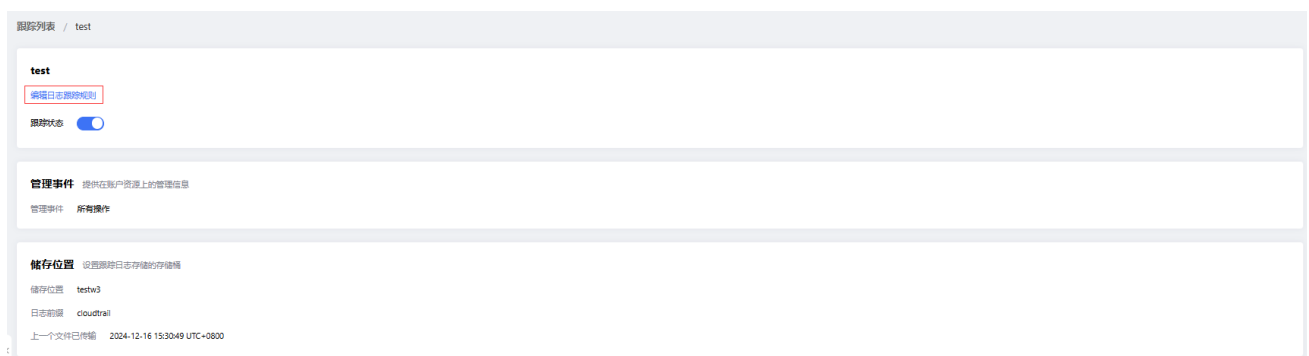 跟踪列表 / test
test
编辑日志跟踪规则
跟踪状态
管理事件 提供在账户资源上的管理信息
管理事件 所有操作
储存位置 设置跟踪日志存储的存储桶
储存位置 testw3
日志前缀 cloudtrail
上一个文件已传输 2024-12-16 15:30:49 UTC+0800